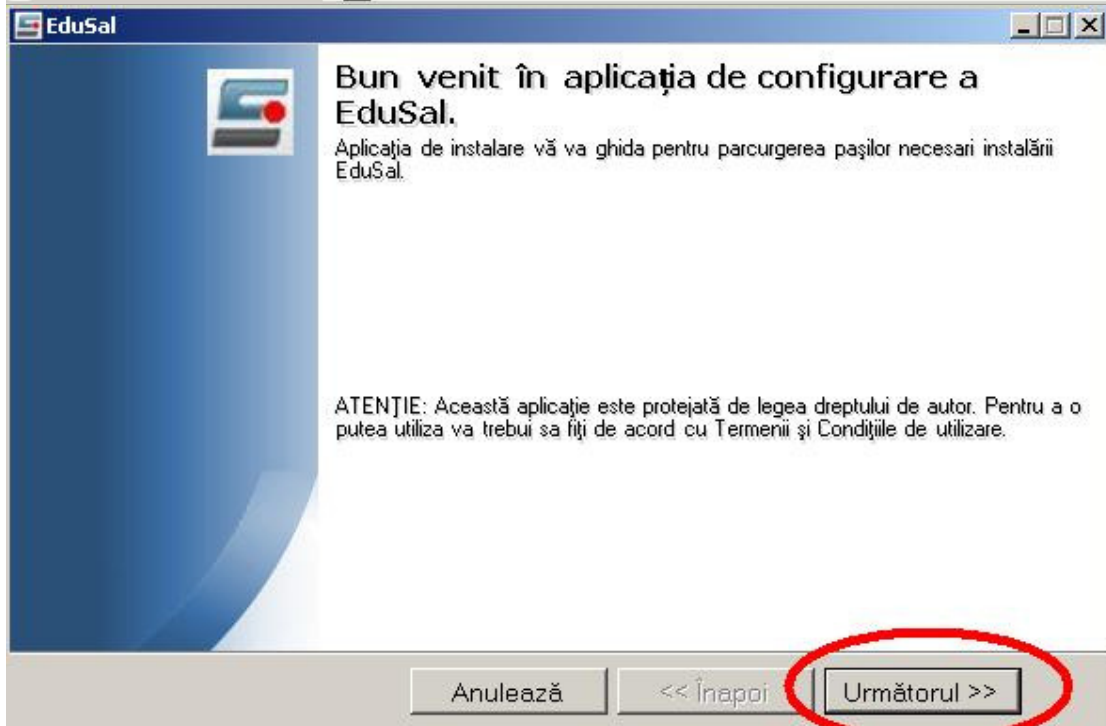 EduSal
Bun venit în aplicaţia de configurare a
EduSal.
Aplicaţia de instalare vă va ghida pentru parcurgerea paşilor necesari instalării
EduSal.
ATENŢIE: Această aplicaţie este protejată de legea dreptului de autor. Pentru a o
putea utiliza va trebui sa fiţi de acord cu Termenii şi Condiţiile de utilizare.
Anulează
<< Înapoi
Următorul >>